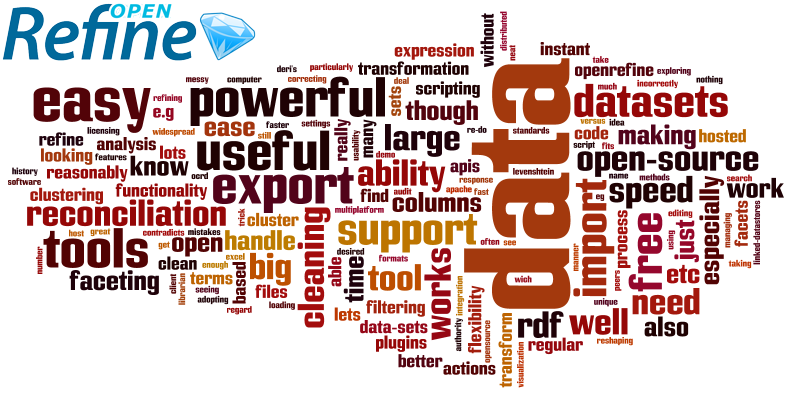 OPEN
Refine
expression
without
distributed
neat
instant
take
deri's
particularly
transformation
openrefine
exploring
nothing
messy
computer
correcting
deal
sets
scripting
much
incorrectly
easy
powerful
data
datasets
refining
e.g
though
versus
idea
licensing
widespread
ease
faster
settings
really
usability
many
large
re-do
standards
code
making
hosted
refine
analysis
still
useful
script
fits
looking
features
lots
know
demo
open-source
history
software
reasonably
ocrd
ability
apis
levenshtein
name
methods
search
clustering
functionality
export
find
audit
response
apache
fast
import
eg
speed
especially
work
reconciliation
trick
cluster
multiplatform
columns
editing
facets
linked-datastores
host
great
contradicts
mistakes
cleaning
support
often
see
process
free
using
just
managing
number
tools
get
open
handle
desired
manner
peers
taking
faceting
clean
enough
excel
big
able
time
formats
works
integration
wich
etc
client
librarian
seeing
terms
based
files
tool
flexibility
unique
need
adopting
regard
loading
lets
filtering
authority
opensource
transform
visualization
rdf
well
also
data-sets
plugins
regular
reshaping
better
actions